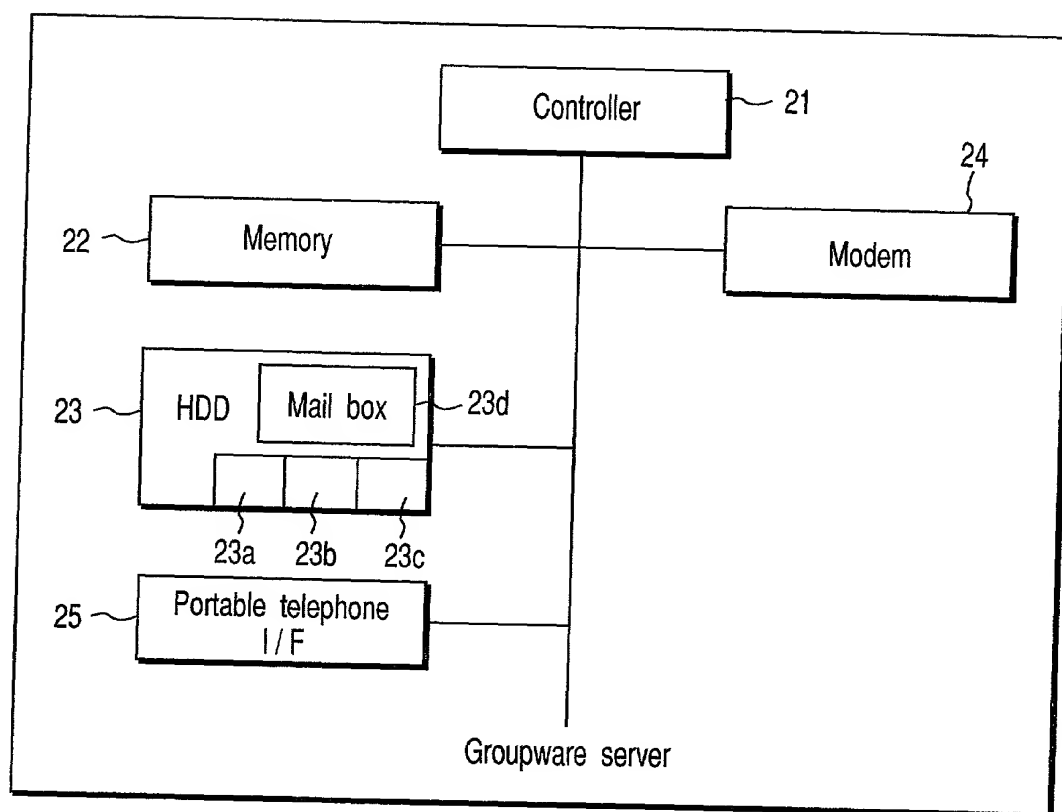 Controller
21
24
22
Memory
Modem
23
HDD
Mail box
23d
23a
23b
23c
25
Portable telephone
I / F
Groupware server